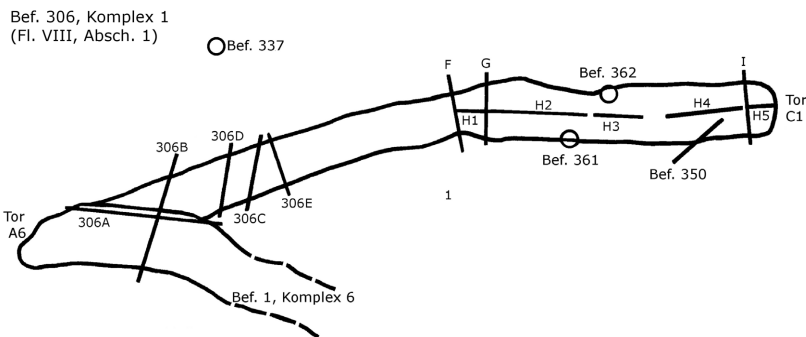 Bef. 306, Komplex 1
(Fl. VIII, Absch. 1)
Bef. 337
F
G
I
Bef. 362
Tor
C1
H1
H2
H3
H4
H5
306B
306D
Bef. 361
Bef. 350
306E
306C
1
306A
Tor
A6
Bef. 1, Komplex 6